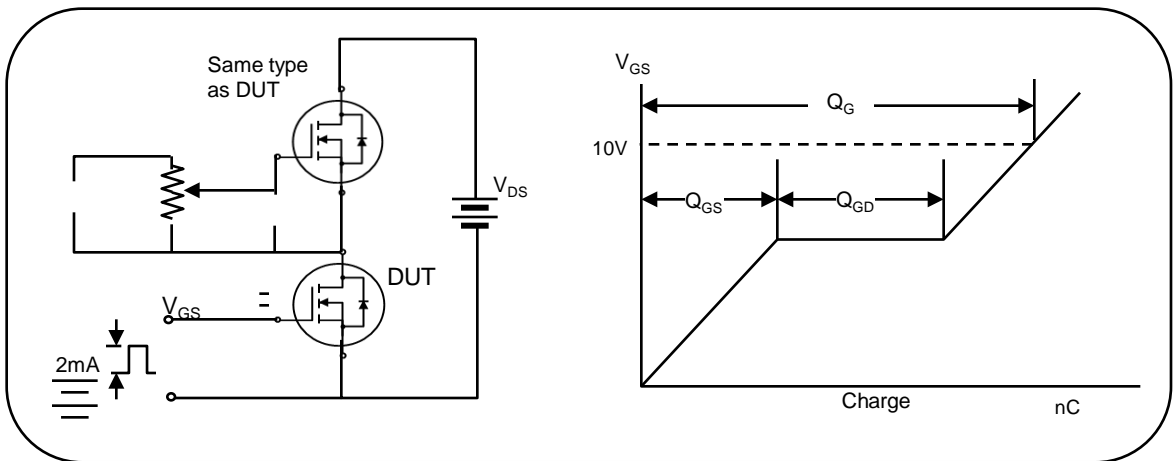 Same type
as DUT
V_DS
DUT
V_GS
2mA
V_GS
Q_G
10V
Q_GS
Q_GD
Charge
nC